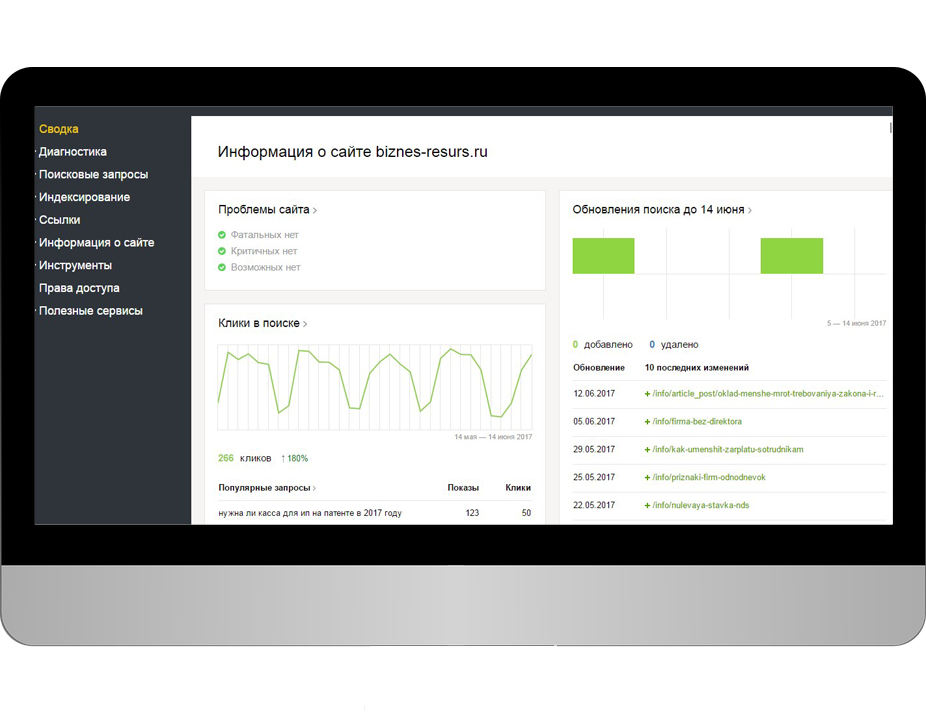 Сводка
Диагностика
Поисковые запросы
Индексирование
Ссылки
Информация о сайте
Инструменты
Права доступа
Полезные сервисы
Информация о сайте biznes-resurs.ru
Проблемы сайта ›
Фатальных нет
Критичных нет
Возможных нет
Клики в поиске ›
14 мая — 14 июня 2017
266 кликов ↑ 180%
Популярные запросы › Показы Клики
нужна ли касса для ип на патенте в 2017 году 123 50
Обновления поиска до 14 июня ›
5 — 14 июня 2017
0 добавлено 0 удалено
Обновление 10 последних изменений
12.06.2017 + /info/article_post/oklad-menshe-mrot-trebovaniya-zakona-i-r...
05.06.2017 + /info/firma-bez-direktora
29.05.2017 + /info/kak-umenshit-zarplatu-sotrudnikam
25.05.2017 + /info/priznaki-firm-odnodnevok
22.05.2017 + /info/nulevaya-stavka-nds